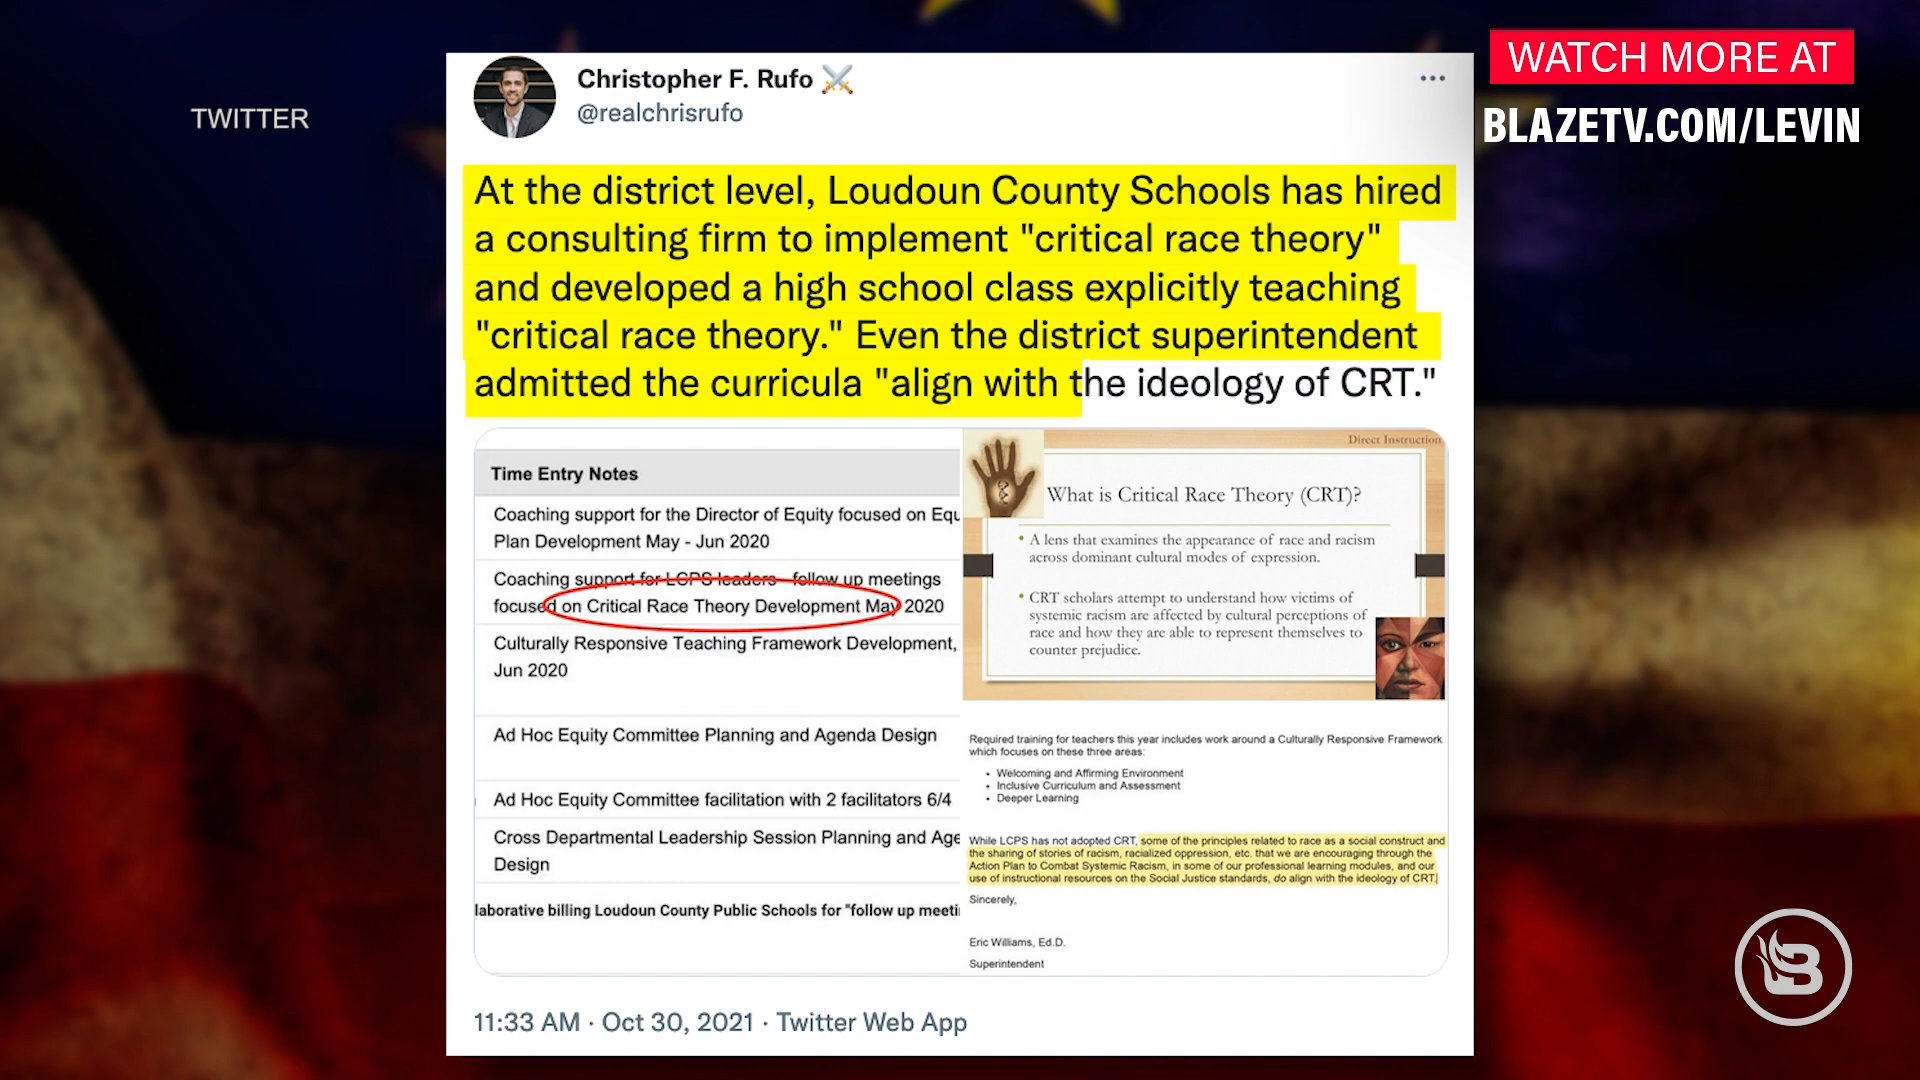 TWITTER
WATCH MORE AT
BLAZETV.COM/LEVIN
Christopher F. Rufo ⚔️
@realchrisrufo
At the district level, Loudoun County Schools has hired
a consulting firm to implement "critical race theory"
and developed a high school class explicitly teaching
"critical race theory." Even the district superintendent
admitted the curricula "align with the ideology of CRT."
Time Entry Notes
Coaching support for the Director of Equity focused on Equ
Plan Development May - Jun 2020
Coaching support for LCPS leaders - follow up meetings
focused on Critical Race Theory Development May 2020
Culturally Responsive Teaching Framework Development,
Jun 2020
Ad Hoc Equity Committee Planning and Agenda Design
Ad Hoc Equity Committee facilitation with 2 facilitators 6/4
Cross Departmental Leadership Session Planning and Age
Design
laborative billing Loudoun County Public Schools for "follow up meeti
Direct Instruction
What is Critical Race Theory (CRT)?
• A lens that examines the appearance of race and racism
across dominant cultural modes of expression.
• CRT scholars attempt to understand how victims of
systemic racism are affected by cultural perceptions of
race and how they are able to represent themselves to
counter prejudice.
Required training for teachers this year includes work around a Culturally Responsive Framework
which focuses on these three areas:
• Welcoming and Affirming Environment
• Inclusive Curriculum and Assessment
• Deeper Learning
While LCPS has not adopted CRT, some of the principles related to race as a social construct and
the sharing of stories of racism, racialized oppression, etc. that we are encouraging through the
Action Plan to Combat Systemic Racism, in some of our professional learning modules, and our
use of instructional resources on the Social Justice standards, do align with the ideology of CRT.
Sincerely,
Eric Williams, Ed.D.
Superintendent
11:33 AM · Oct 30, 2021 · Twitter Web App
B